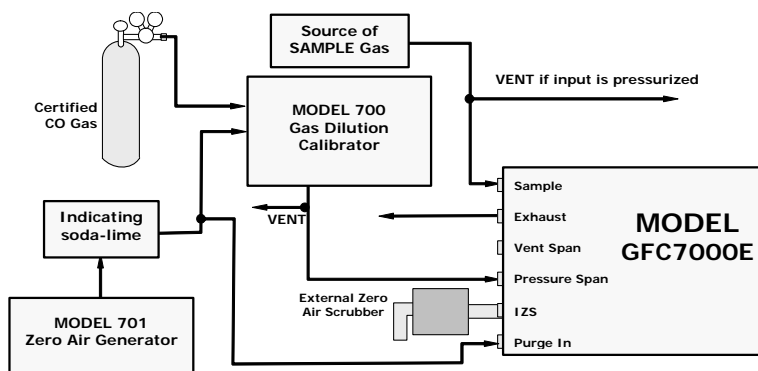 Source of
SAMPLE Gas
VENT if input is pressurized
Certified
CO Gas
MODEL 700
Gas Dilution
Calibrator
Indicating
soda-lime
VENT
MODEL 701
Zero Air Generator
External Zero
Air Scrubber
Sample
Exhaust
Vent Span
Pressure Span
IZS
Purge In
MODEL
GFC7000E